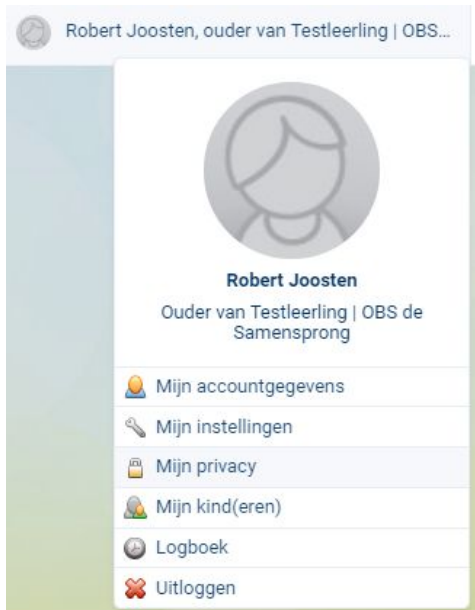 Robert Joosten, ouder van Testleerling | OBS...
Robert Joosten
Ouder van Testleerling | OBS de
Samensprong
Mijn accountgegevens
Mijn instellingen
Mijn privacy
Mijn kind(eren)
Logboek
Uitloggen